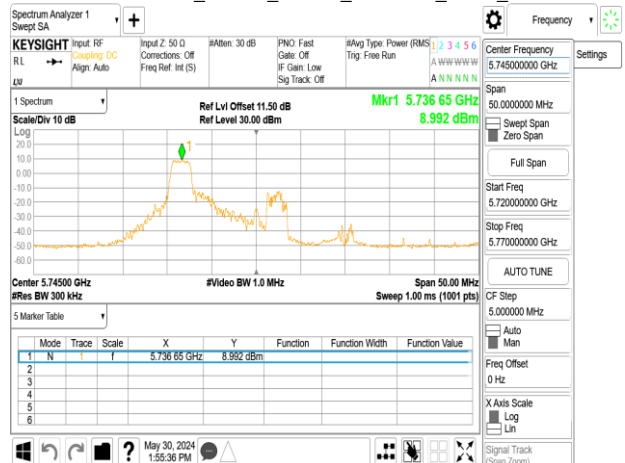 Spectrum Analyzer 1
Swept SA
+
Frequency
KEYSIGHT
RL
LXI
Input: RF
Coupling: DC
Align: Auto
Input Z: 50 Ω
Corrections: Off
Freq Ref: Int (S)
#Atten: 30 dB
PNO: Fast
Gate: Off
IF Gain: Low
Sig Track: Off
#Avg Type: Power (RMS
Trig: Free Run
1 2 3 4 5 6
A W W W W W
A N N N N N
1 Spectrum
Scale/Div 10 dB
Ref Lvl Offset 11.50 dB
Ref Level 30.00 dBm
Mkr1 5.736 65 GHz
8.992 dBm
Log
20.0
10.0
0.00
-10.0
-20.0
-30.0
-40.0
-50.0
-60.0
1
Center 5.74500 GHz
#Res BW 300 kHz
#Video BW 1.0 MHz
Span 50.00 MHz
Sweep 1.00 ms (1001 pts)
5 Marker Table
Mode Trace Scale X Y Function Function Width Function Value
1 N 1 f 5.736 65 GHz 8.992 dBm
2
3
4
5
6
?
May 30, 2024
1:55:36 PM
Center Frequency
5.745000000 GHz
Settings
Span
50.0000000 MHz
Swept Span
Zero Span
Full Span
Start Freq
5.720000000 GHz
Stop Freq
5.770000000 GHz
AUTO TUNE
CF Step
5.000000 MHz
Auto
Man
Freq Offset
0 Hz
X Axis Scale
Log
Lin
Signal Track
(Span Zoom)